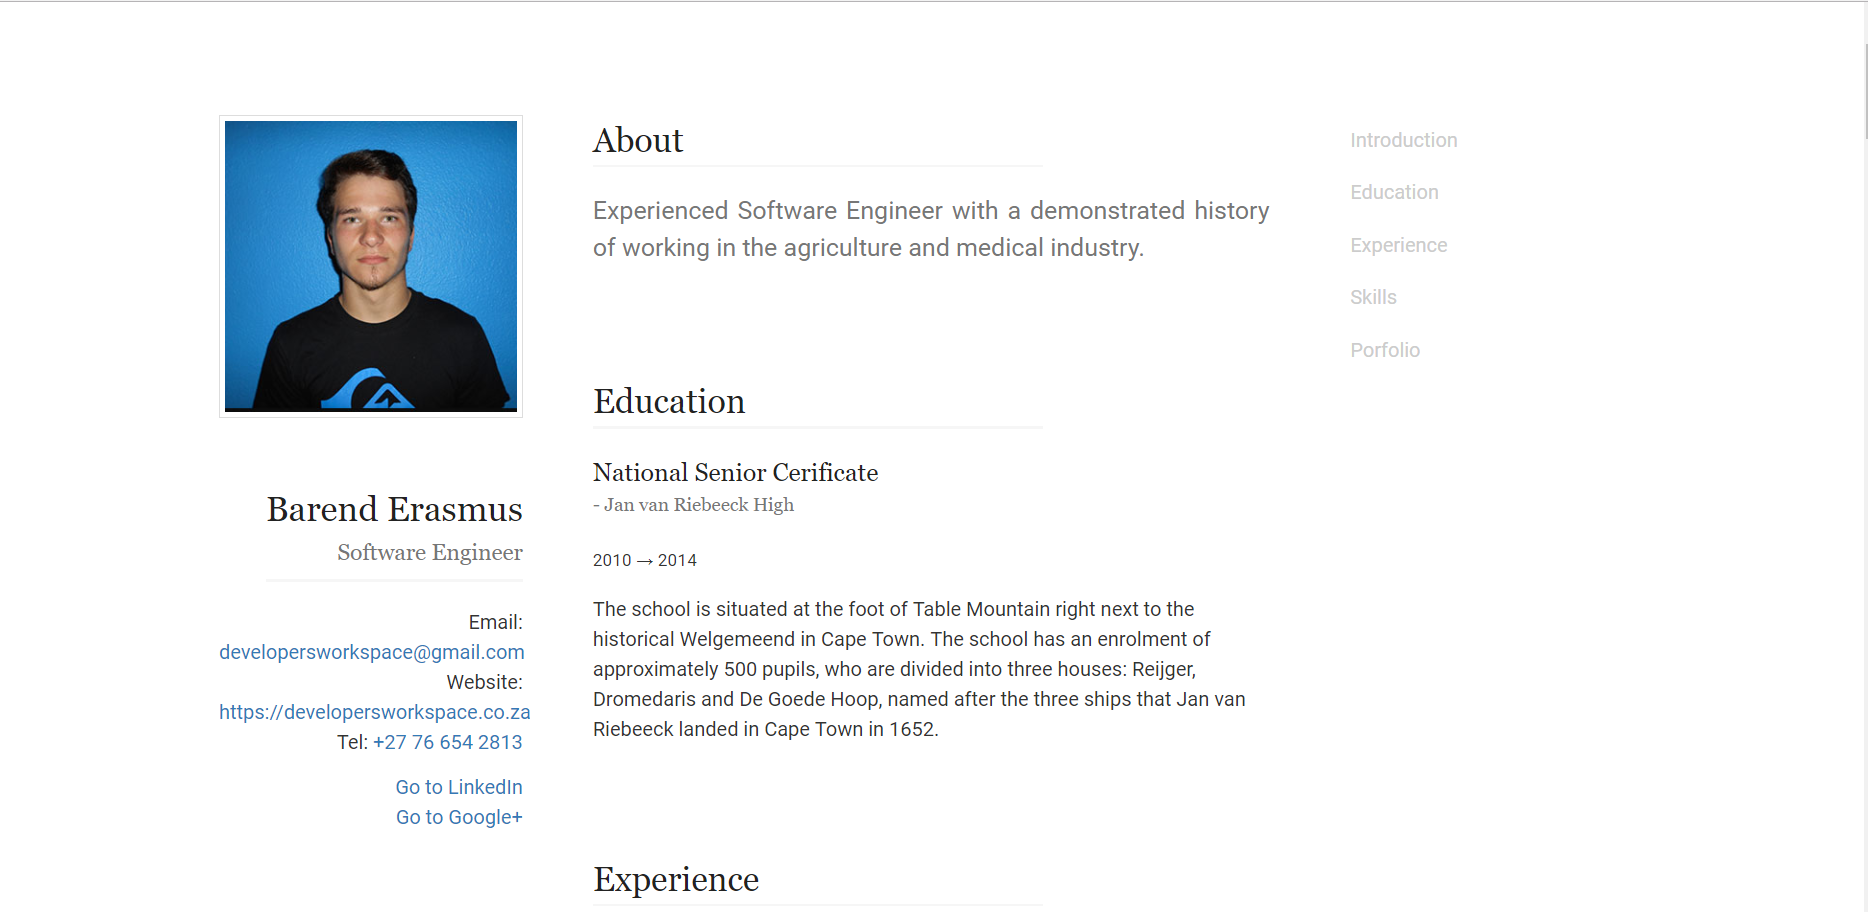 Barend Erasmus
Software Engineer
Email:
developersworkspace@gmail.com
Website:
https://developersworkspace.co.za
Tel: +27 76 654 2813
Go to LinkedIn
Go to Google+
About
Experienced Software Engineer with a demonstrated history
of working in the agriculture and medical industry.
Education
National Senior Cerificate
- Jan van Riebeeck High
2010 → 2014
The school is situated at the foot of Table Mountain right next to the
historical Welgemeend in Cape Town. The school has an enrolment of
approximately 500 pupils, who are divided into three houses: Reijger,
Dromedaris and De Goede Hoop, named after the three ships that Jan van
Riebeeck landed in Cape Town in 1652.
Experience
Introduction
Education
Experience
Skills
Porfolio